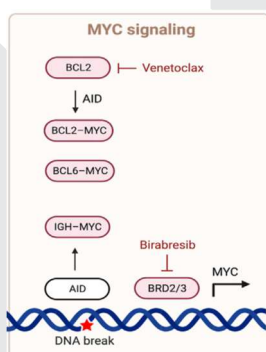 MYC signaling
BCL2
Venetoclax
AID
BCL2–MYC
BCL6–MYC
IGH–MYC
Birabresib
MYC
AID
BRD2/3
DNA break